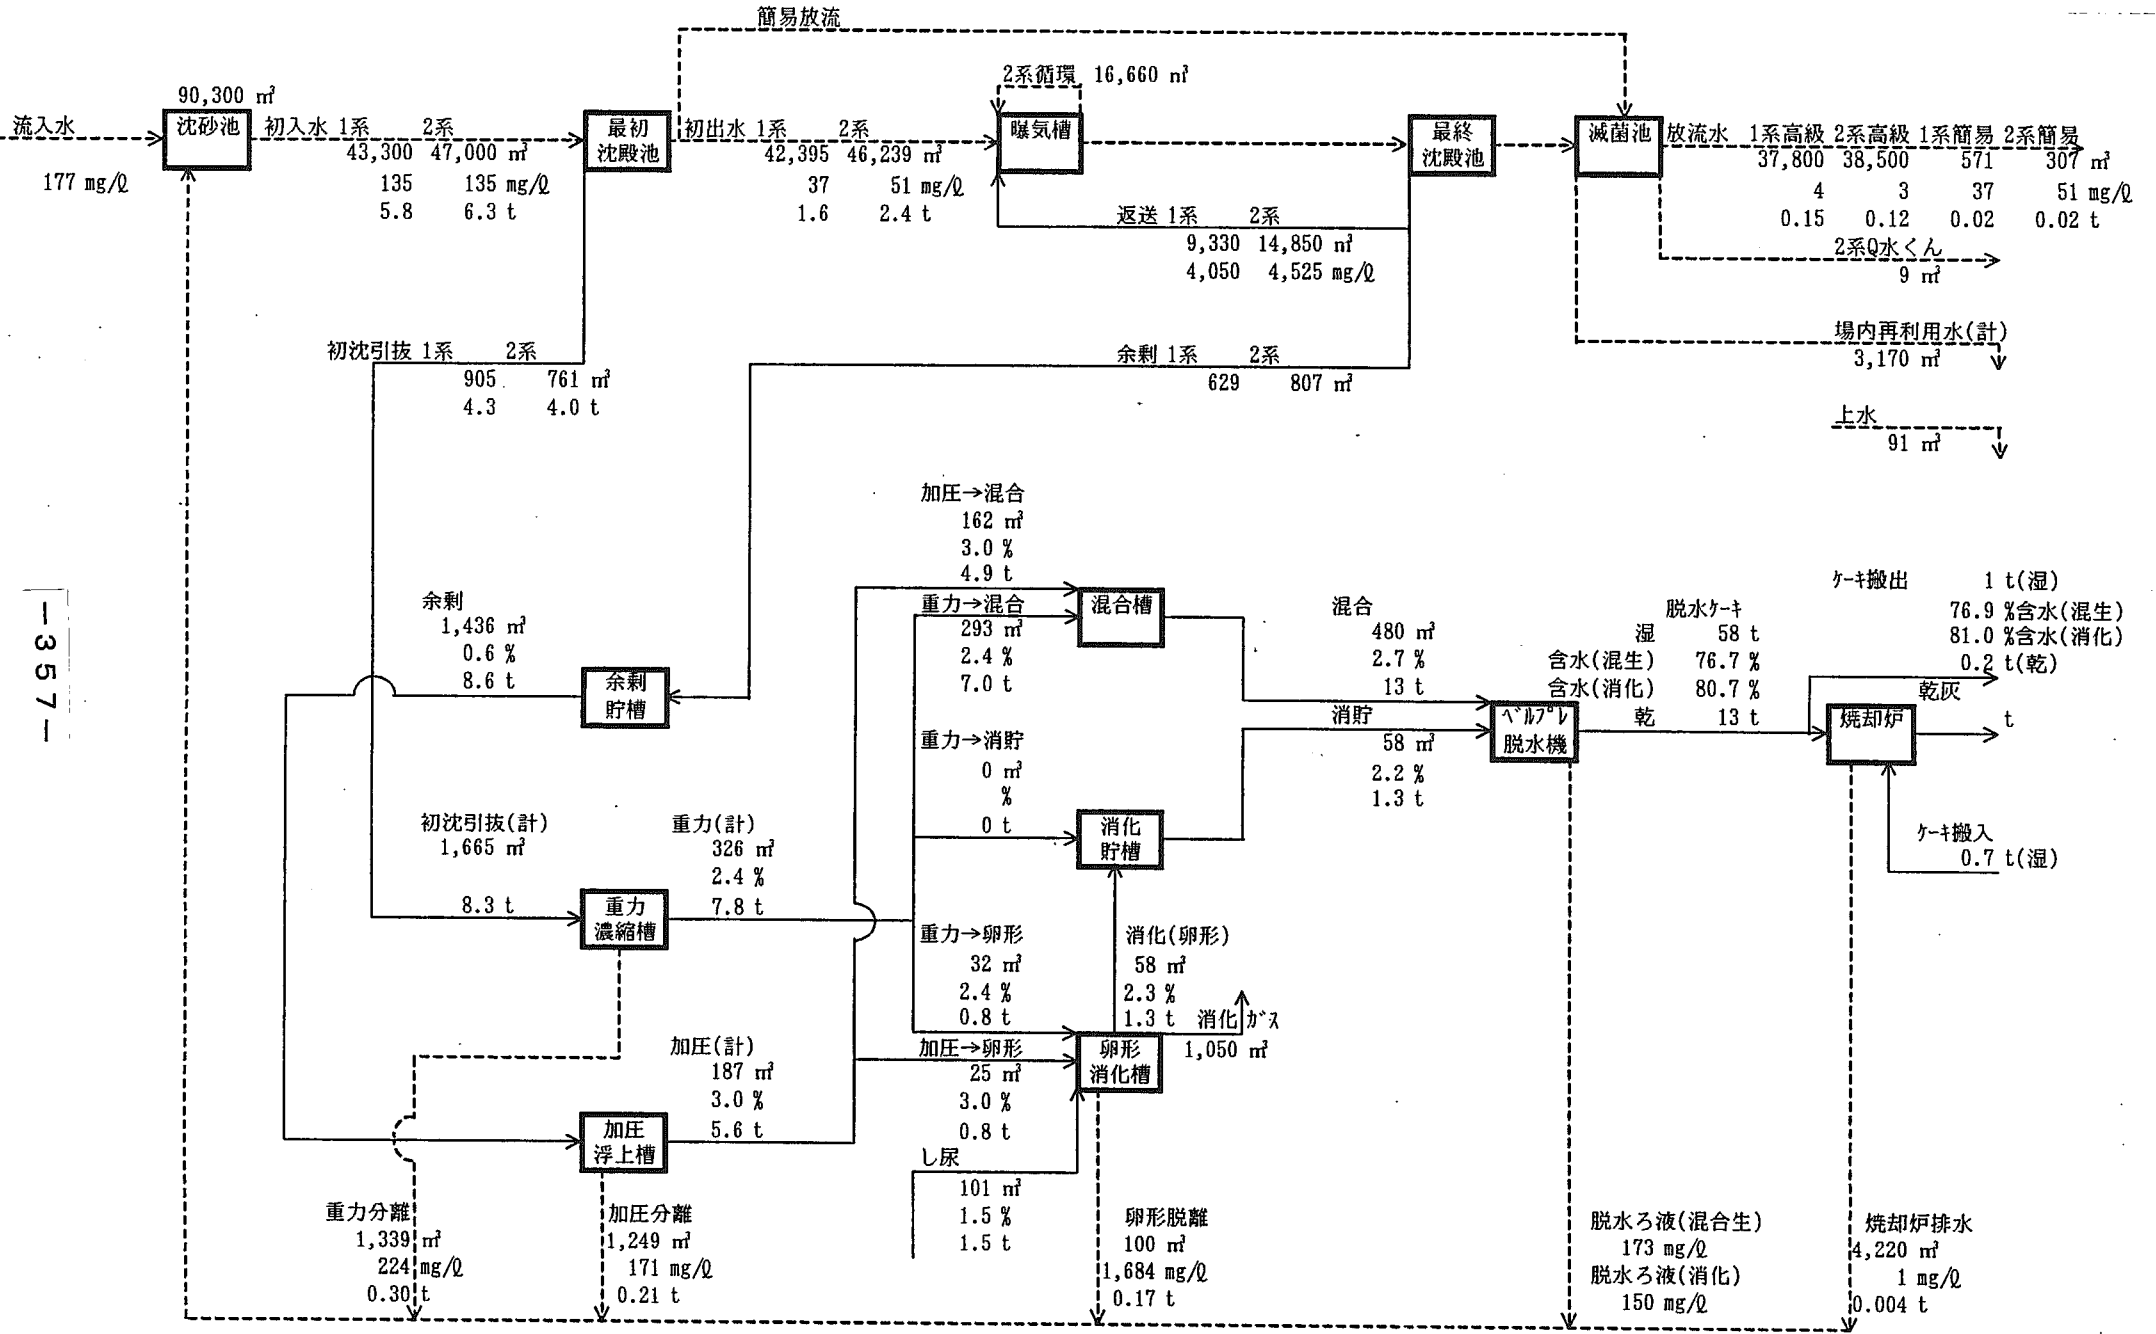 簡易放流
2系循環 16,660 ㎥
90,300 ㎥
流入水
177 mg/ℓ
沈砂池
初入水 1系 2系
43,300 47,000 ㎥
135 135 mg/ℓ
5.8 6.3 t
最初
沈殿池
初出水 1系 2系
42,395 46,239 ㎥
37 51 mg/ℓ
1.6 2.4 t
曝気槽
返送 1系 2系
9,330 14,850 ㎥
4,050 4,525 mg/ℓ
最終
沈殿池
滅菌池
放流水 1系高級 2系高級 1系簡易 2系簡易
37,800 38,500 571 307 ㎥
4 3 37 51 mg/ℓ
0.15 0.12 0.02 0.02 t
2系Q水くん
9 ㎥
場内再利用水(計)
3,170 ㎥
上水
91 ㎥
初沈引抜 1系 2系
905 761 ㎥
4.3 4.0 t
余剰 1系 2系
629 807 ㎥
加圧→混合
162 ㎥
3.0 %
4.9 t
重力→混合
293 ㎥
2.4 %
7.0 t
混合槽
余剰
1,436 ㎥
0.6 %
8.6 t
余剰
貯槽
混合
480 ㎥
2.7 %
13 t
脱水ケーキ
湿 58 t
含水(混生) 76.7 %
含水(消化) 80.7 %
乾 13 t
ケーキ搬出 1 t(湿)
76.9 %含水(混生)
81.0 %含水(消化)
0.2 t(乾)
乾灰
t
ベルプレ
脱水機
焼却炉
消貯
58 ㎥
2.2 %
1.3 t
重力→消貯
0 ㎥
%
0 t
消化
貯槽
ケーキ搬入
0.7 t(湿)
初沈引抜(計)
1,665 ㎥
8.3 t
重力
濃縮槽
重力(計)
326 ㎥
2.4 %
7.8 t
重力→卵形
32 ㎥
2.4 %
0.8 t
消化(卵形)
58 ㎥
2.3 %
1.3 t
消化ガス
1,050 ㎥
加圧→卵形
25 ㎥
3.0 %
0.8 t
卵形
消化槽
加圧(計)
187 ㎥
3.0 %
5.6 t
加圧
浮上槽
し尿
101 ㎥
1.5 %
1.5 t
重力分離
1,339 ㎥
224 mg/ℓ
0.30 t
加圧分離
1,249 ㎥
171 mg/ℓ
0.21 t
卵形脱離
100 ㎥
1,684 mg/ℓ
0.17 t
脱水ろ液(混合生)
173 mg/ℓ
脱水ろ液(消化)
150 mg/ℓ
焼却炉排水
4,220 ㎥
1 mg/ℓ
0.004 t
－357－